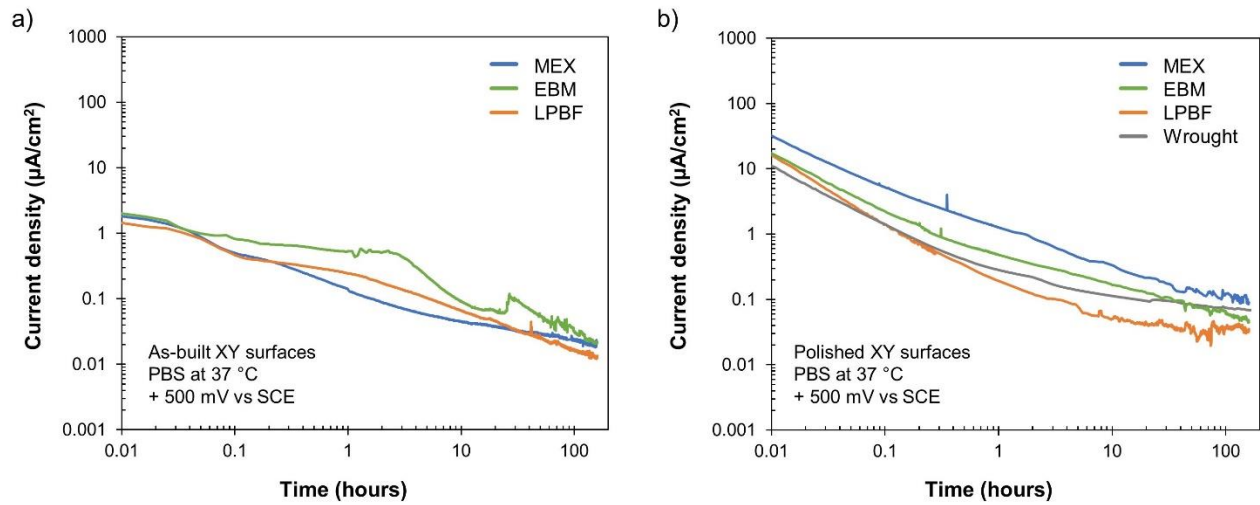 a)
1000
100
10
1
0.1
0.01
0.001
Current density (µA/cm²)
MEX
EBM
LPBF
As-built XY surfaces
PBS at 37 °C
+ 500 mV vs SCE
0.01 0.1 1 10 100
Time (hours)
b)
1000
100
10
1
0.1
0.01
0.001
Current density (µA/cm²)
MEX
EBM
LPBF
Wrought
Polished XY surfaces
PBS at 37 °C
+ 500 mV vs SCE
0.01 0.1 1 10 100
Time (hours)